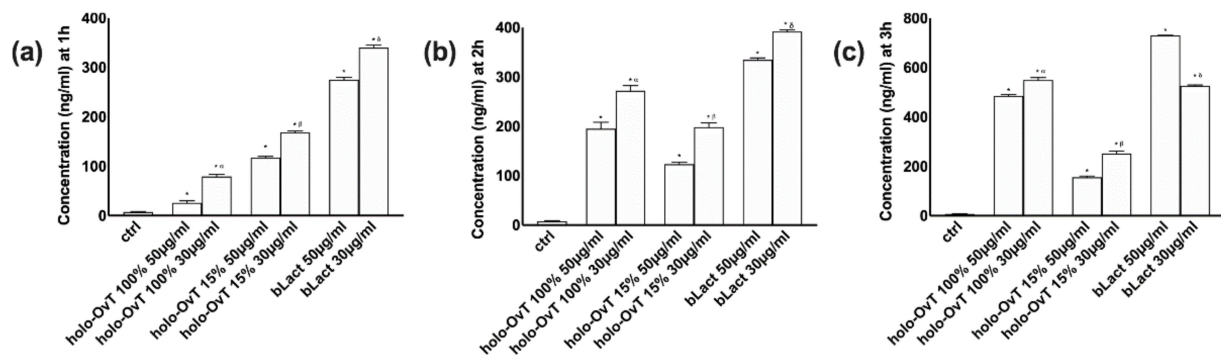 (a)
Concentration (ng/ml) at 1h
400
300
200
100
0
*
* α
*
* β
*
* δ
ctrl
holo-OvT 100% 50µg/ml
holo-OvT 100% 30µg/ml
holo-OvT 15% 50µg/ml
holo-OvT 15% 30µg/ml
bLact 50µg/ml
bLact 30µg/ml
(b)
Concentration (ng/ml) at 2h
400
300
200
100
0
*
* α
*
* β
*
* δ
ctrl
holo-OvT 100% 50µg/ml
holo-OvT 100% 30µg/ml
holo-OvT 15% 50µg/ml
holo-OvT 15% 30µg/ml
bLact 50µg/ml
bLact 30µg/ml
(c)
Concentration (ng/ml) at 3h
800
600
400
200
0
*
* α
*
* β
*
* δ
ctrl
holo-OvT 100% 50µg/ml
holo-OvT 100% 30µg/ml
holo-OvT 15% 50µg/ml
holo-OvT 15% 30µg/ml
bLact 50µg/ml
bLact 30µg/ml